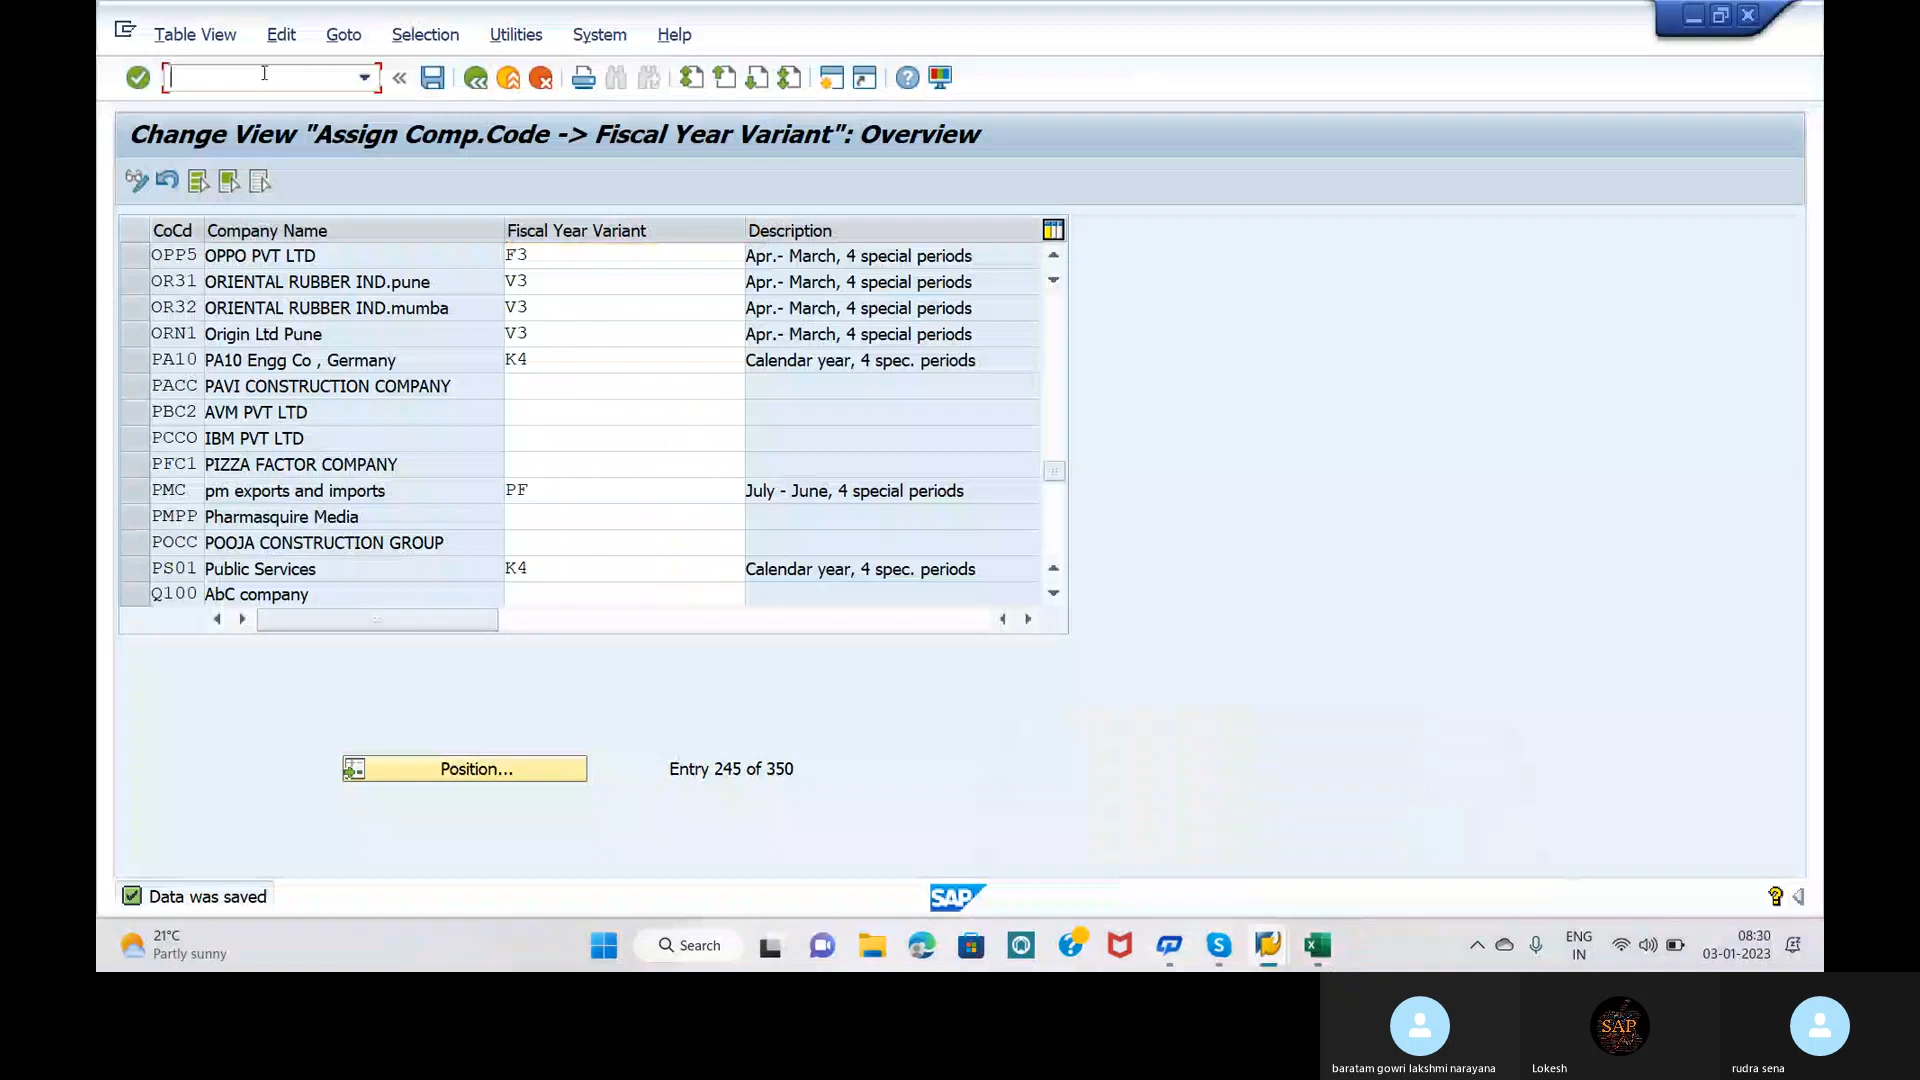 Table View Edit Goto Selection Utilities System Help
Change View "Assign Comp.Code -> Fiscal Year Variant": Overview
CoCd Company Name Fiscal Year Variant Description
OPP5 OPPO PVT LTD F3 Apr.- March, 4 special periods
OR31 ORIENTAL RUBBER IND.pune V3 Apr.- March, 4 special periods
OR32 ORIENTAL RUBBER IND.mumba V3 Apr.- March, 4 special periods
ORN1 Origin Ltd Pune V3 Apr.- March, 4 special periods
PA10 PA10 Engg Co , Germany K4 Calendar year, 4 spec. periods
PACC PAVI CONSTRUCTION COMPANY
PBC2 AVM PVT LTD
PCCO IBM PVT LTD
PFC1 PIZZA FACTOR COMPANY
PMC pm exports and imports PF July - June, 4 special periods
PMPP Pharmasquire Media
POCC POOJA CONSTRUCTION GROUP
PS01 Public Services K4 Calendar year, 4 spec. periods
Q100 AbC company
Position... Entry 245 of 350
Data was saved
SAP
21°C
Partly sunny
Search
ENG
IN
08:30
03-01-2023
SAP
baratam gowri lakshmi narayana
Lokesh
rudra sena